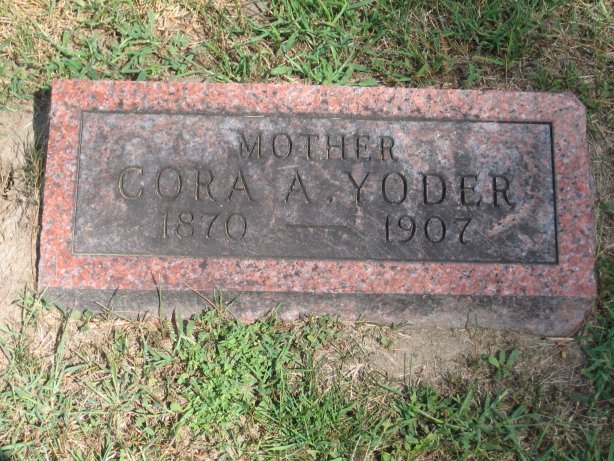 MOTHER
CORA A. YODER
1870 — 1907